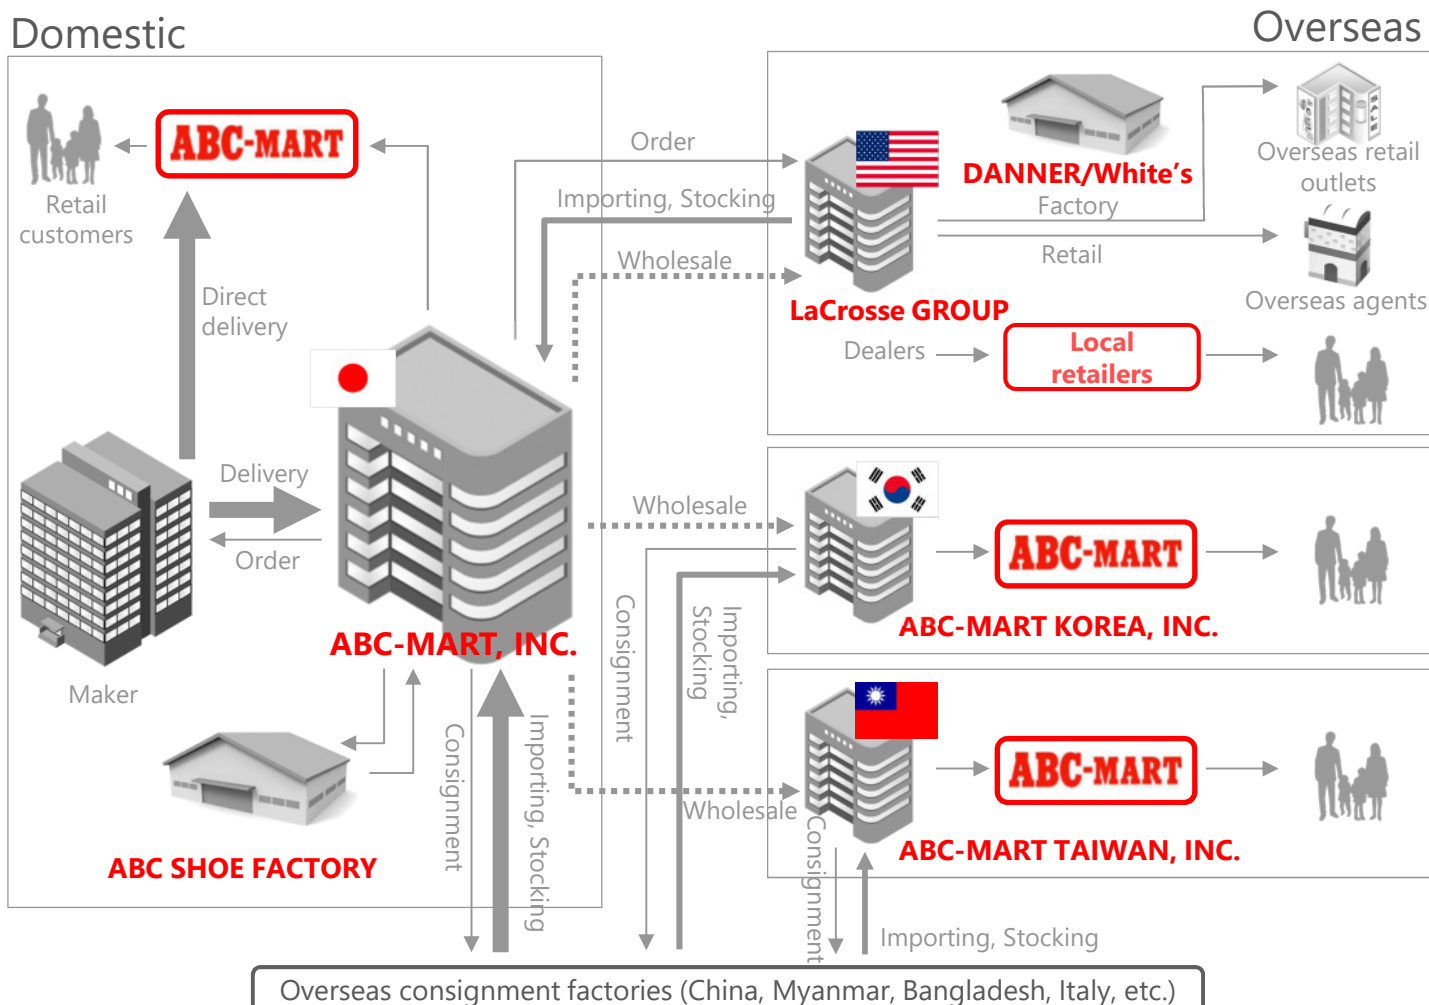 Domestic
Overseas
ABC-MART
Retail
customers
Direct
delivery
Delivery
Order
Maker
ABC-MART, INC.
ABC SHOE FACTORY
Consignment
Importing, Stocking
Order
Importing, Stocking
Wholesale
LaCrosse GROUP
DANNER/White's
Factory
Retail
Overseas retail
outlets
SALE
Overseas agents
Dealers
Local
retailers
Wholesale
Consignment
Importing,
Stocking
ABC-MART
ABC-MART KOREA, INC.
Wholesale
ABC-MART
ABC-MART TAIWAN, INC.
Consignment
Importing, Stocking
Overseas consignment factories (China, Myanmar, Bangladesh, Italy, etc.)